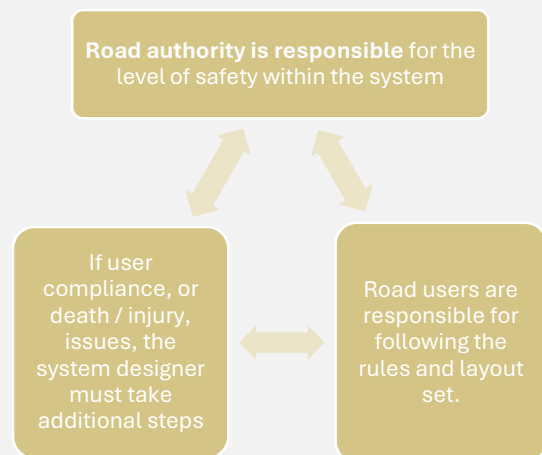 Road authority is responsible for the
level of safety within the system
If user
compliance, or
death / injury,
issues, the
system designer
must take
additional steps
Road users are
responsible for
following the
rules and layout
set.